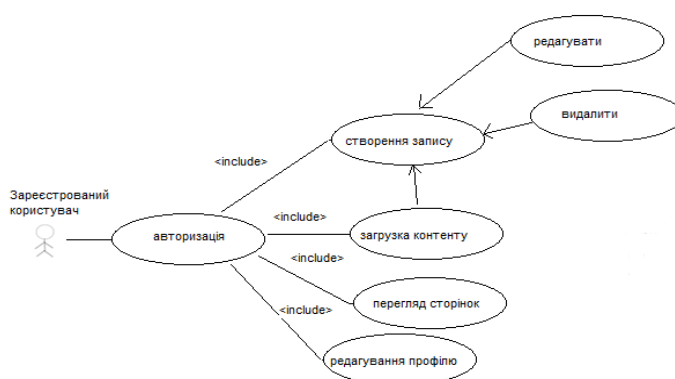 редагувати
видалити
створення запису
<include>
Зареєстрований
користувач
<include>
авторизація
загрузка контенту
<include>
перегляд сторінок
<include>
редагування профілю